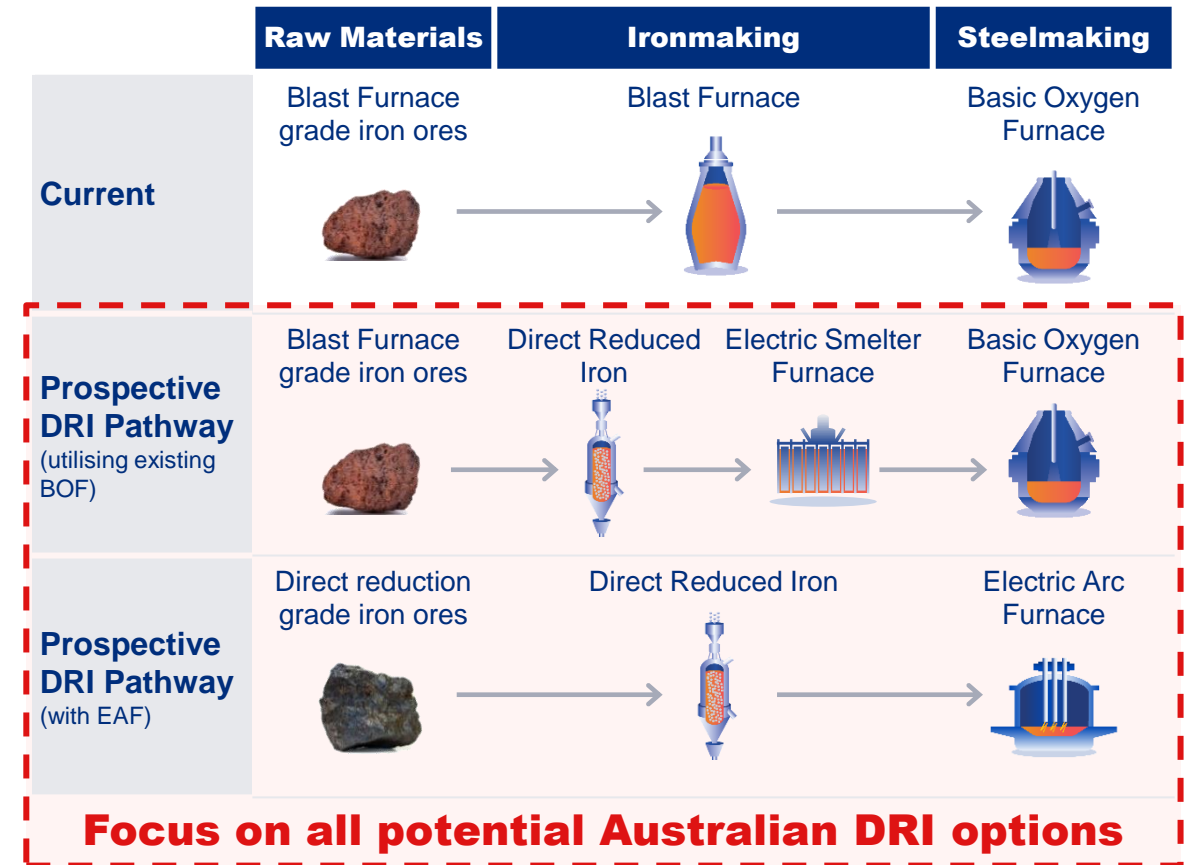 Raw Materials
Ironmaking
Steelmaking
Current
Blast Furnace
grade iron ores
Blast Furnace
Basic Oxygen
Furnace
Prospective
DRI Pathway
(utilising existing
BOF)
Blast Furnace
grade iron ores
Direct Reduced
Iron
Electric Smelter
Furnace
Basic Oxygen
Furnace
Prospective
DRI Pathway
(with EAF)
Direct reduction
grade iron ores
Direct Reduced Iron
Electric Arc
Furnace
Focus on all potential Australian DRI options